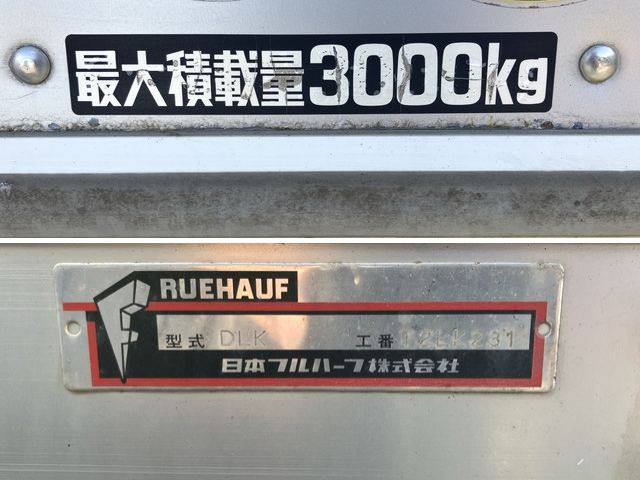 最大積載量3000kg
RUEHAUF
型式 DLK 工番 12LK231
日本フルハーフ株式会社